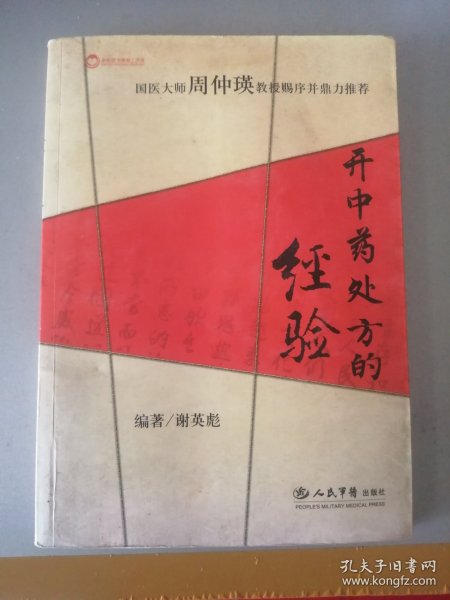 国医大师周仲瑛教授赐序并鼎力推荐
开中药处方的
经验
编著/谢英彪
人民军医出版社
PEOPLE'S MILITARY MEDICAL PRESS
孔夫子旧书网
www.kongfz.com